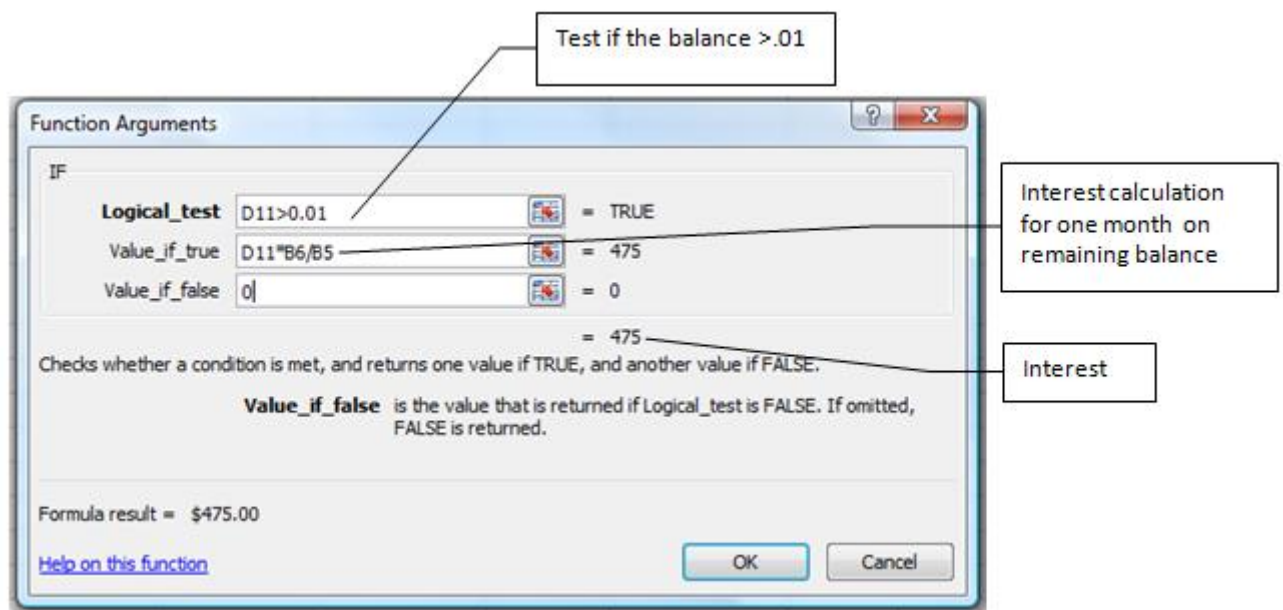 Test if the balance >.01
Function Arguments
IF
Logical_test D11>0.01 = TRUE
Value_if_true D11*B6/B5 = 475
Value_if_false 0 = 0
= 475
Checks whether a condition is met, and returns one value if TRUE, and another value if FALSE.
Value_if_false is the value that is returned if Logical_test is FALSE. If omitted,
FALSE is returned.
Formula result = $475.00
Help on this function
OK
Cancel
Interest calculation
for one month on
remaining balance
Interest